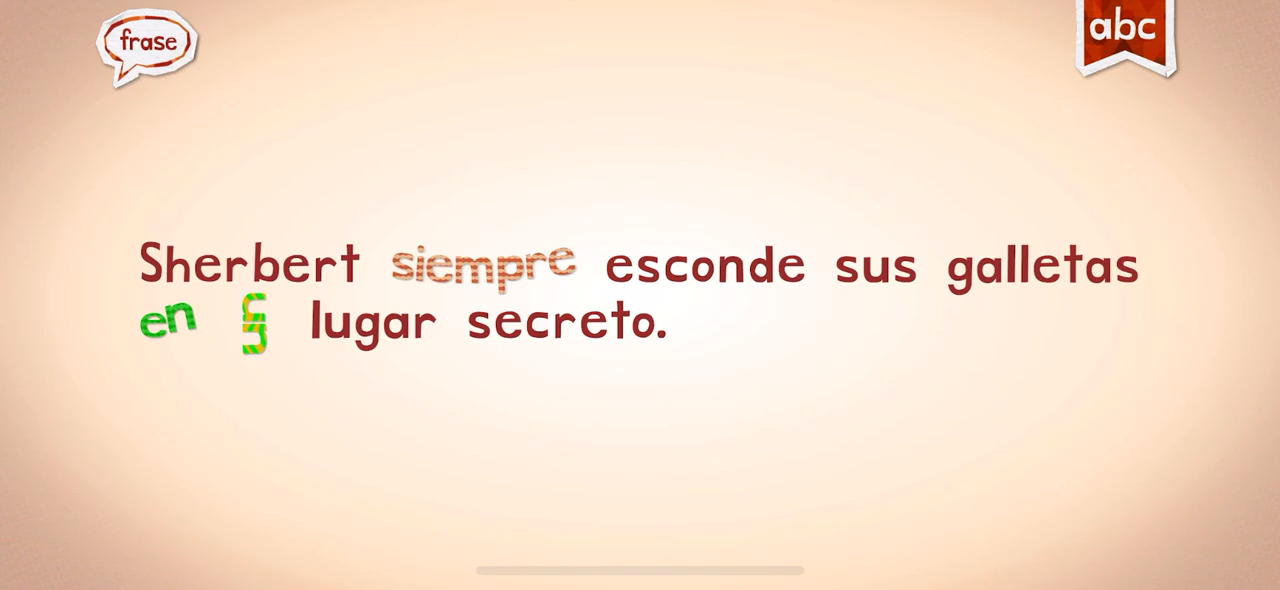 frase
abc
Sherbert siempre esconde sus galletas
en un lugar secreto.